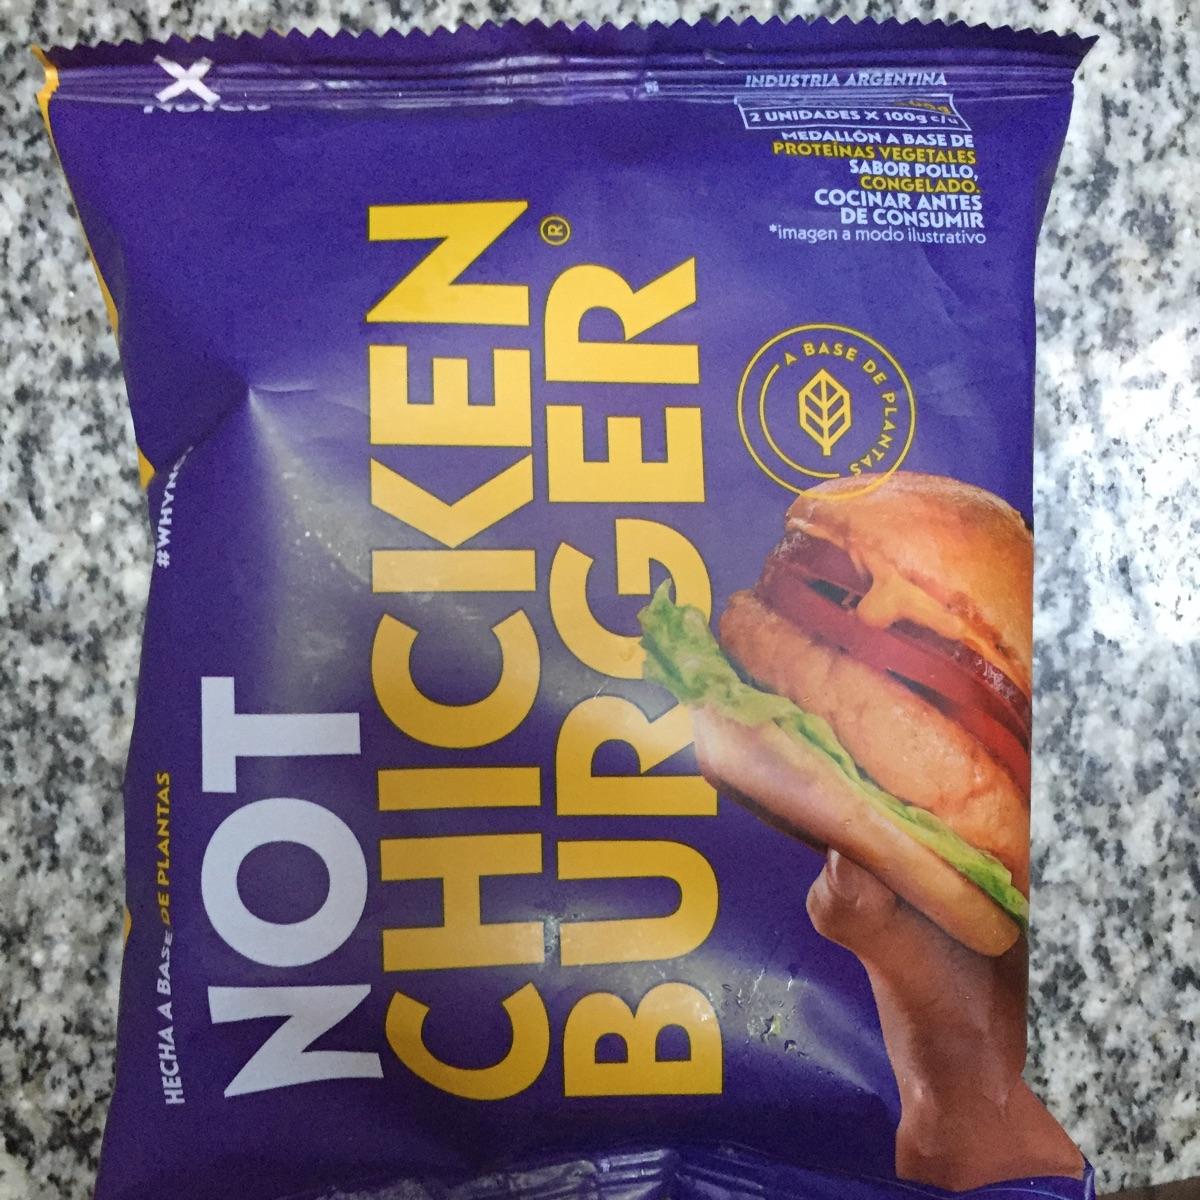 INDUSTRIA ARGENTINA
2 UNIDADES X 100g c/u
MEDALLÓN A BASE DE
PROTEÍNAS VEGETALES
SABOR POLLO,
CONGELADO.
COCINAR ANTES
DE CONSUMIR
*imagen a modo ilustrativo
A BASE DE PLANTAS
NOT
CHICKEN
BURGER®
HECHA A BASE DE PLANTAS